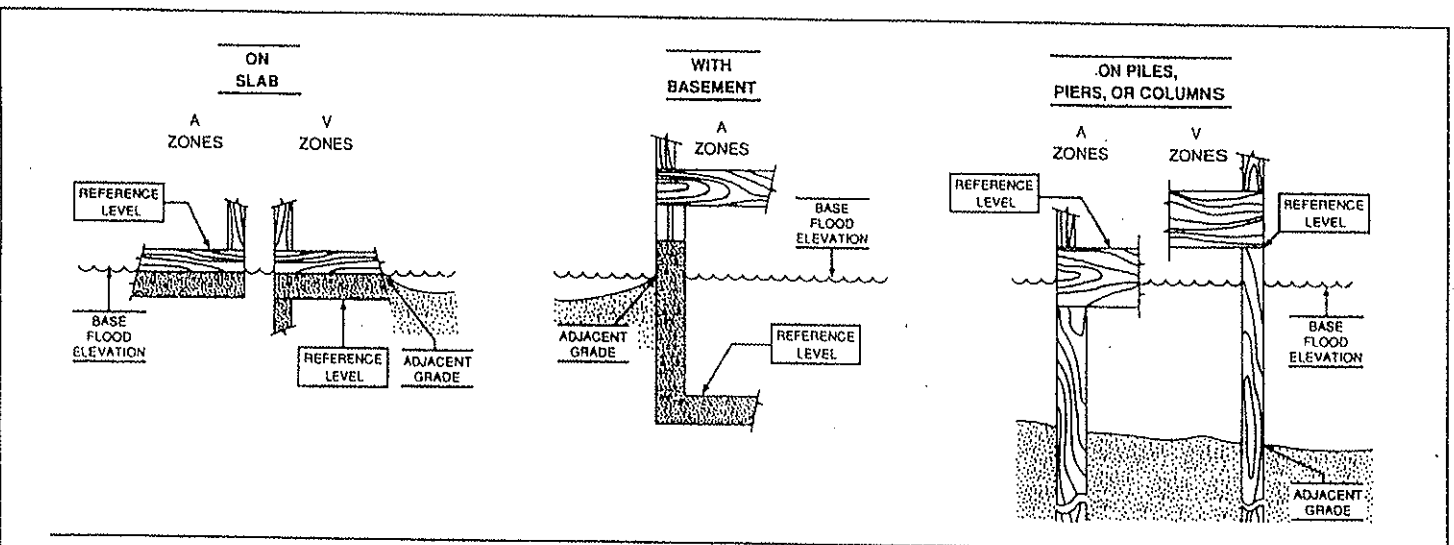 ON
SLAB
A
ZONES
V
ZONES
REFERENCE
LEVEL
BASE
FLOOD
ELEVATION
REFERENCE
LEVEL
ADJACENT
GRADE
WITH
BASEMENT
A
ZONES
BASE
FLOOD
ELEVATION
ADJACENT
GRADE
REFERENCE
LEVEL
ON PILES,
PIERS, OR COLUMNS
A
ZONES
V
ZONES
REFERENCE
LEVEL
REFERENCE
LEVEL
BASE
FLOOD
ELEVATION
ADJACENT
GRADE